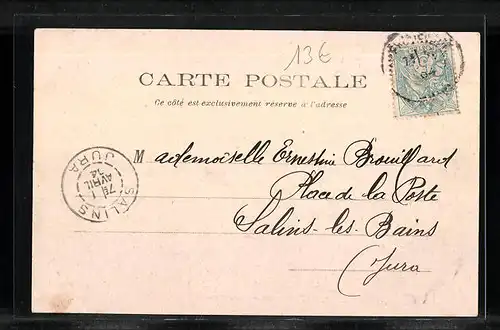 13€
CARTE POSTALE
Ce côté est exclusivement réservé à l'adresse
Mademoiselle Ernestine Brouillard
Place de la Poste
Salins-les-Bains
Jura
SALINS
JURA
AVRIL
04